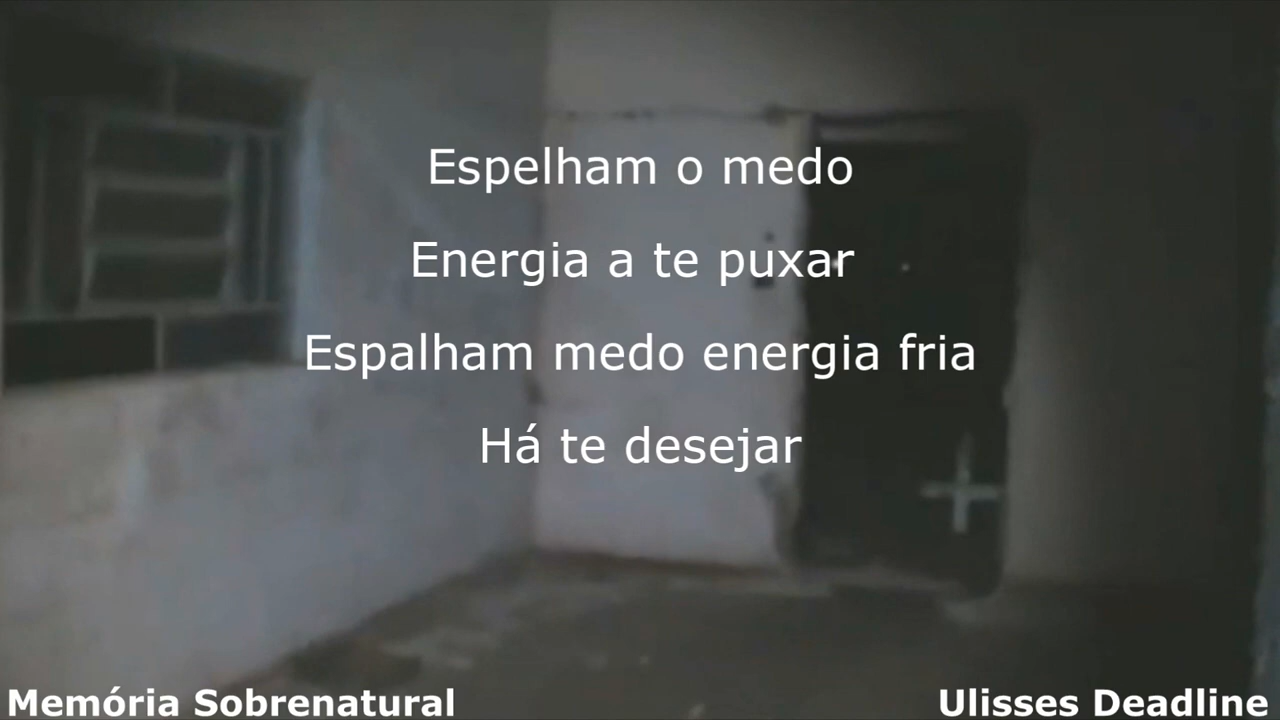 Espelham o medo
Energia a te puxar
Espalham medo energia fria
Há te desejar
Memória Sobrenatural
Ulisses Deadline